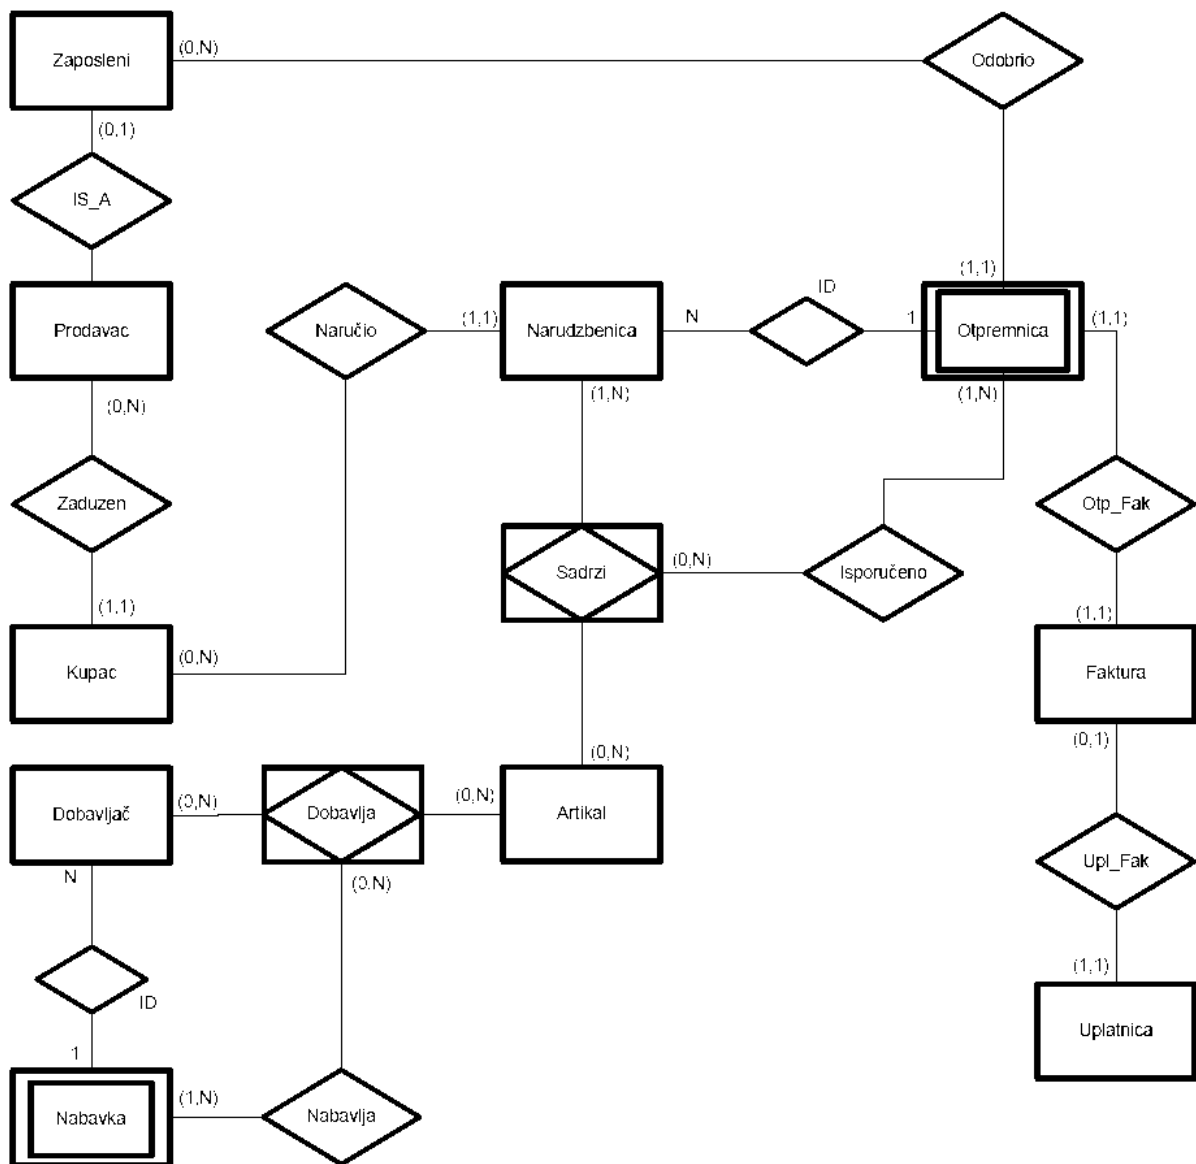 Zaposleni
(0,N)
Odobrio
(0,1)
IS_A
(1,1)
ID
Prodavac
Naručio
(1,1)
Narudzbenica
N
1
Otpremnica
(1,1)
(0,N)
(1,N)
(1,N)
Zaduzen
Otp_Fak
Sadrzi
(0,N)
Isporučeno
(1,1)
(1,1)
Kupac
(0,N)
Faktura
(0,1)
(0,N)
Dobavljač
(0,N)
Dobavlja
(0,N)
Artikal
Upl_Fak
N
(0,N)
(1,1)
ID
Uplatnica
1
Nabavka
(1,N)
Nabavlja